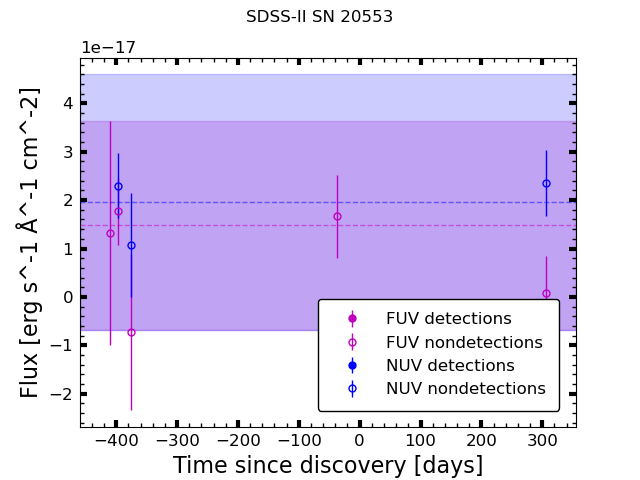 SDSS-II SN 20553
1e−17
4
3
2
1
0
−1
−2
Flux [erg s^-1 Å^-1 cm^-2]
FUV detections
FUV nondetections
NUV detections
NUV nondetections
−400 −300 −200 −100 0 100 200 300
Time since discovery [days]